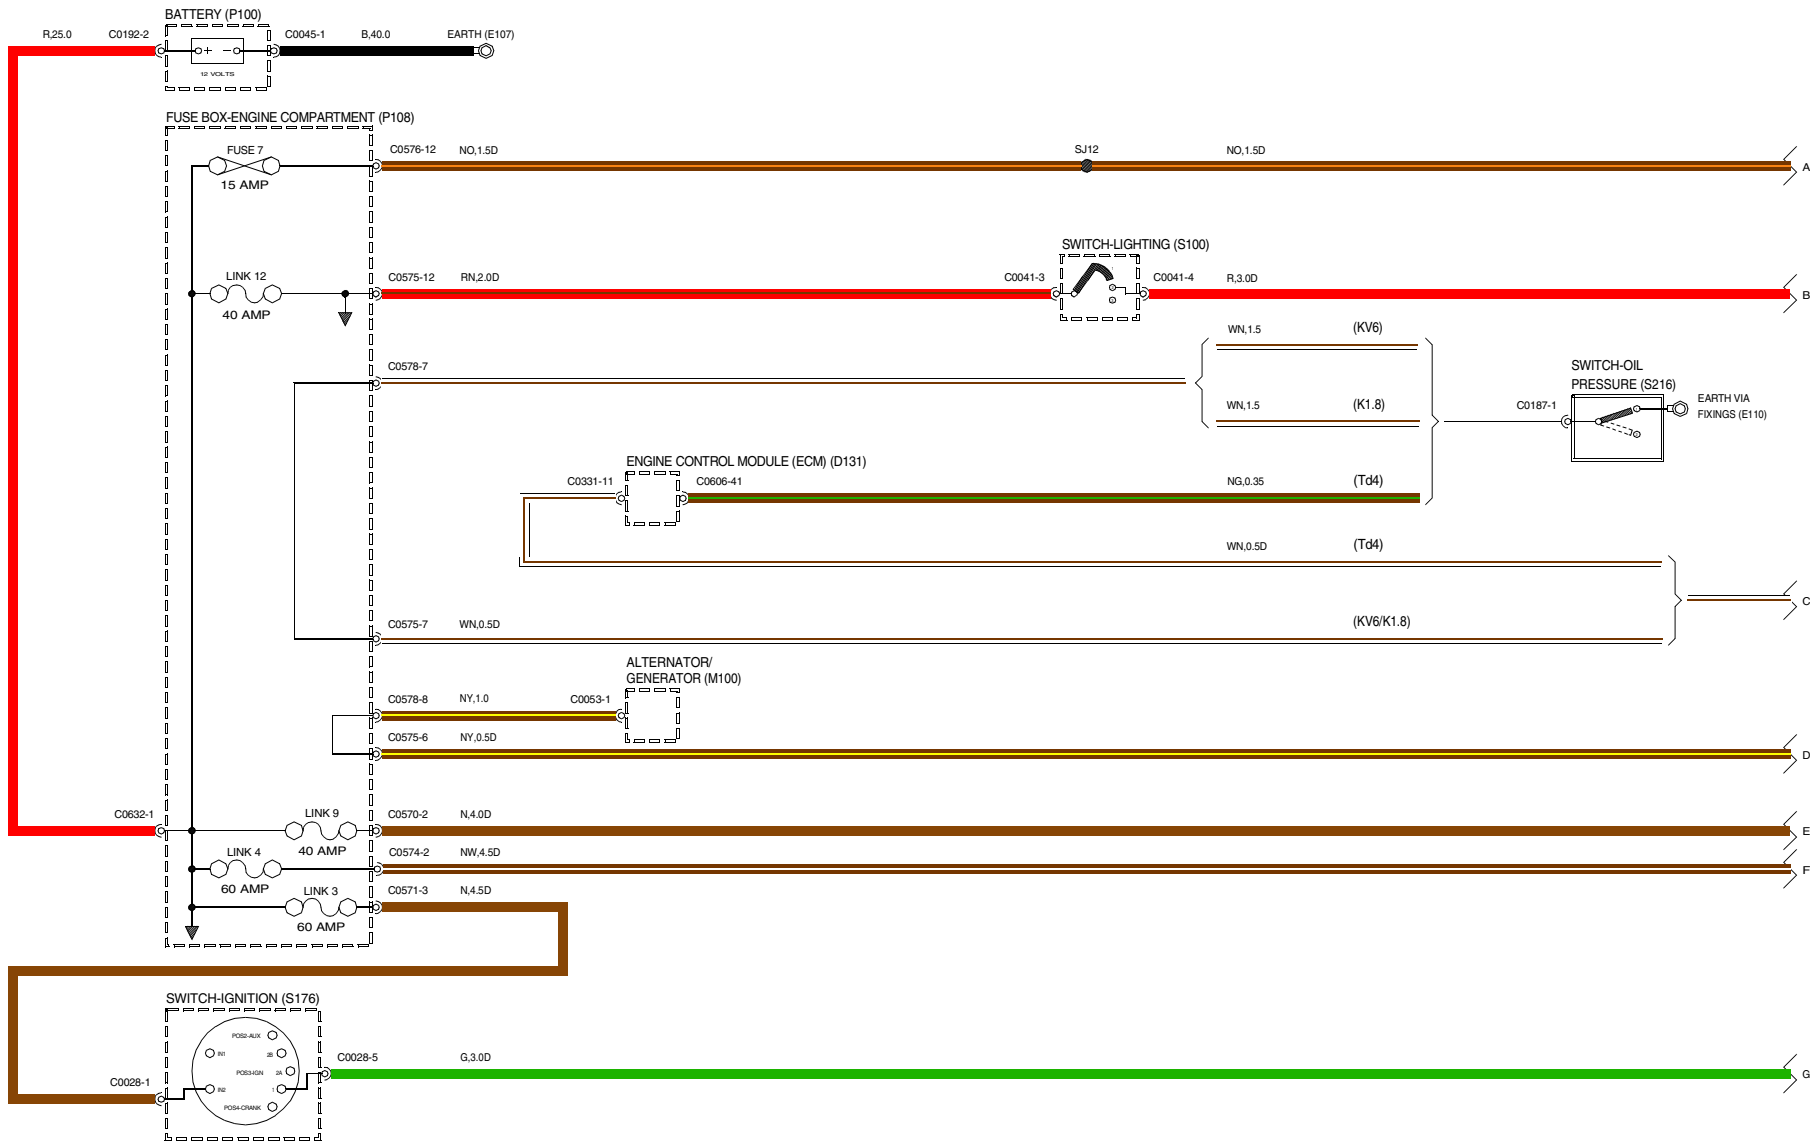 BATTERY (P100)
R,25.0
C0192-2
C0045-1
B,40.0
EARTH (E107)
+ −
12 VOLTS
FUSE BOX-ENGINE COMPARTMENT (P108)
FUSE 7
15 AMP
C0576-12
NO,1.5D
SJ12
NO,1.5D
A
SWITCH-LIGHTING (S100)
LINK 12
40 AMP
C0575-12
RN,2.0D
C0041-3
1
C0041-4
R,3.0D
B
WN,1.5
(KV6)
C0578-7
SWITCH-OIL
PRESSURE (S216)
WN,1.5
(K1.8)
C0187-1
EARTH VIA
FIXINGS (E110)
ENGINE CONTROL MODULE (ECM) (D131)
C0331-11
C0606-41
NG,0.35
(Td4)
WN,0.5D
(Td4)
C
C0575-7
WN,0.5D
(KV6/K1.8)
ALTERNATOR/
GENERATOR (M100)
C0578-8
NY,1.0
C0053-1
C0575-6
NY,0.5D
D
C0632-1
LINK 9
40 AMP
C0570-2
N,4.0D
E
LINK 4
60 AMP
C0574-2
NW,4.5D
F
LINK 3
60 AMP
C0571-3
N,4.5D
SWITCH-IGNITION (S176)
POS2-AUX
IN1
2B
POS3-IGN
2A
IN2
1
POS4-CRANK
C0028-1
C0028-5
G,3.0D
G